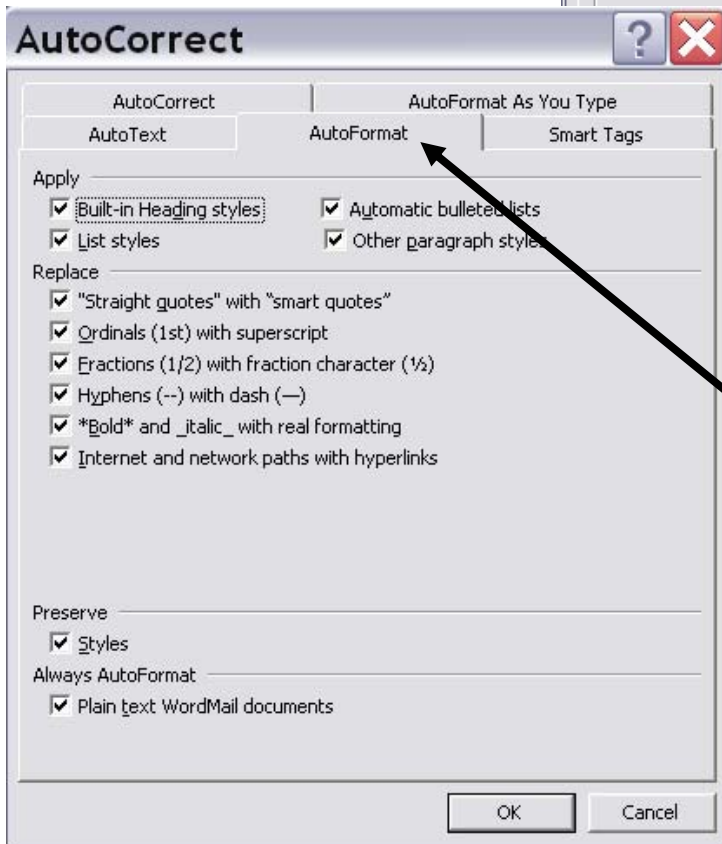 AutoCorrect
AutoCorrect AutoFormat As You Type
AutoText AutoFormat Smart Tags
Apply
Built-in Heading styles Automatic bulleted lists
List styles Other paragraph styles
Replace
"Straight quotes" with “smart quotes”
Ordinals (1st) with superscript
Fractions (1/2) with fraction character (½)
Hyphens (--) with dash (—)
*Bold* and _italic_ with real formatting
Internet and network paths with hyperlinks
Preserve
Styles
Always AutoFormat
Plain text WordMail documents
OK Cancel